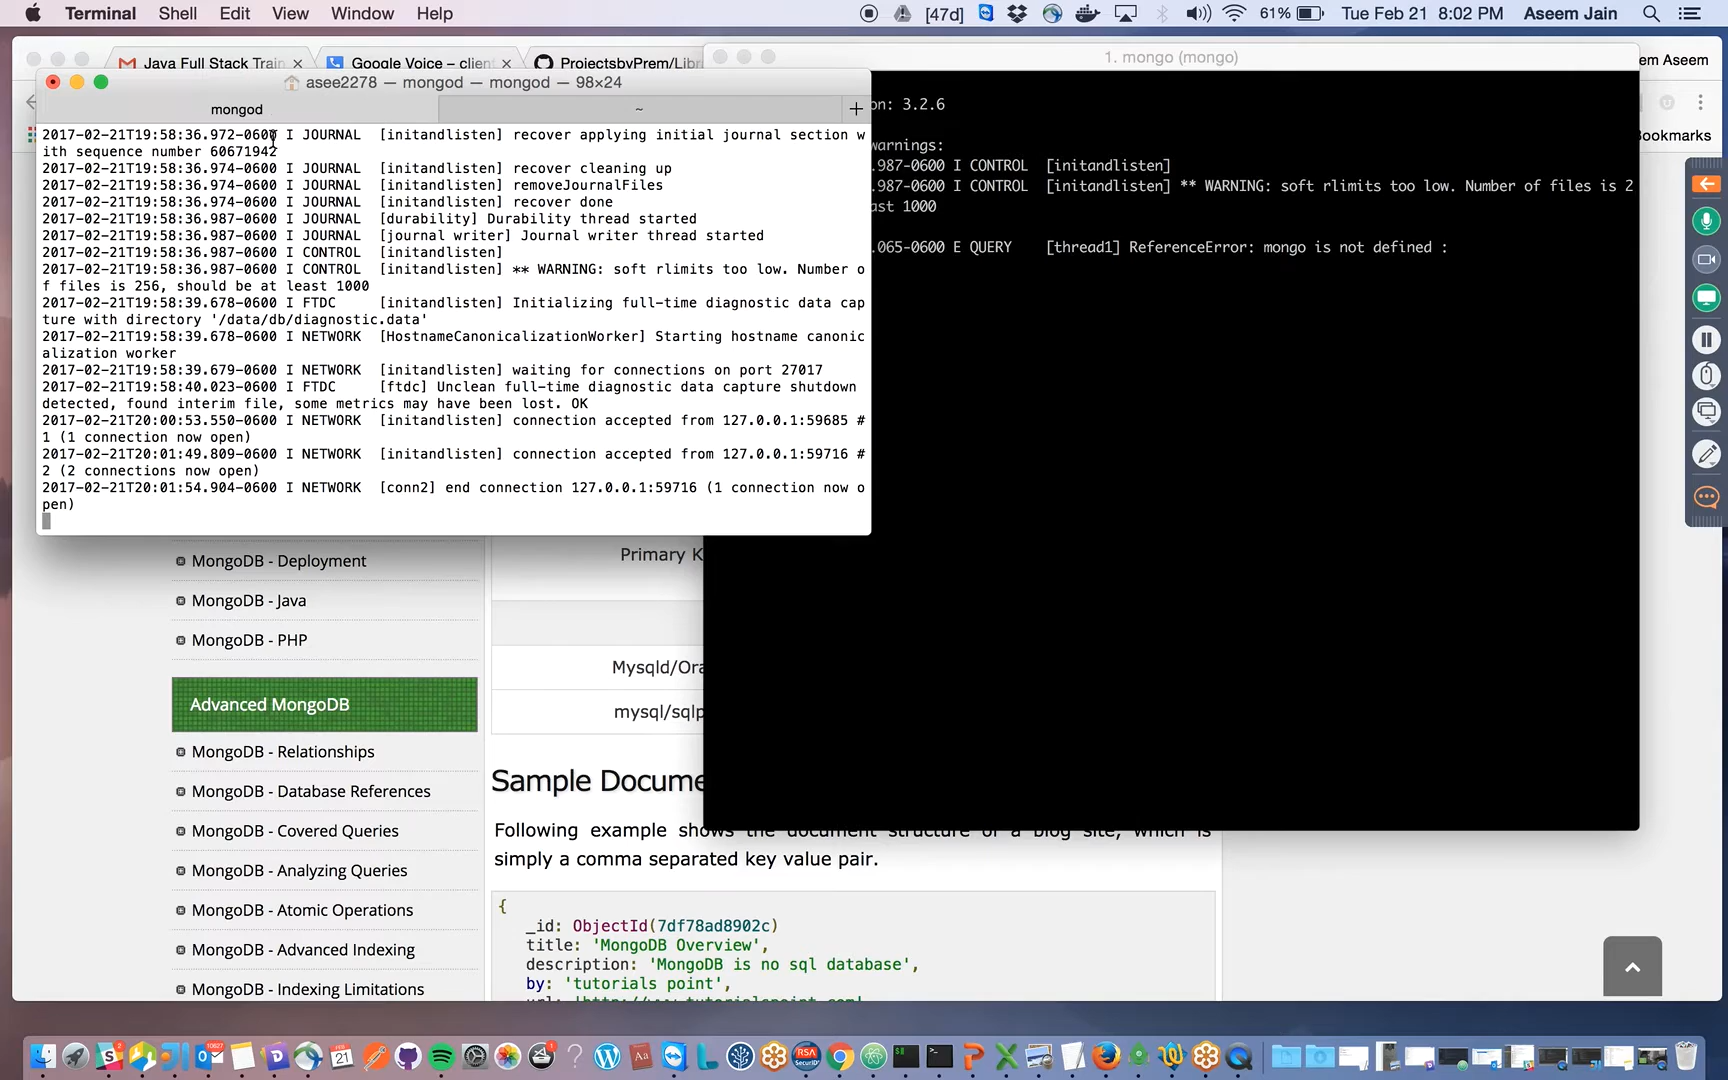 Terminal Shell Edit View Window Help
[47d] 61% Tue Feb 21 8:02 PM Aseem Jain
Java Full Stack Train × Google Voice – clien × ProjectsbyPrem/Libr
1. mongo (mongo)
em Aseem
asee2278 — mongod — mongod — 98×24
mongod ~ +
2017-02-21T19:58:36.972-0600 I JOURNAL [initandlisten] recover applying initial journal section w
ith sequence number 60671942
2017-02-21T19:58:36.974-0600 I JOURNAL [initandlisten] recover cleaning up
2017-02-21T19:58:36.974-0600 I JOURNAL [initandlisten] removeJournalFiles
2017-02-21T19:58:36.974-0600 I JOURNAL [initandlisten] recover done
2017-02-21T19:58:36.987-0600 I JOURNAL [durability] Durability thread started
2017-02-21T19:58:36.987-0600 I JOURNAL [journal writer] Journal writer thread started
2017-02-21T19:58:36.987-0600 I CONTROL [initandlisten]
2017-02-21T19:58:36.987-0600 I CONTROL [initandlisten] ** WARNING: soft rlimits too low. Number o
f files is 256, should be at least 1000
2017-02-21T19:58:39.678-0600 I FTDC [initandlisten] Initializing full-time diagnostic data cap
ture with directory '/data/db/diagnostic.data'
2017-02-21T19:58:39.678-0600 I NETWORK [HostnameCanonicalizationWorker] Starting hostname canonic
alization worker
2017-02-21T19:58:39.679-0600 I NETWORK [initandlisten] waiting for connections on port 27017
2017-02-21T19:58:40.023-0600 I FTDC [ftdc] Unclean full-time diagnostic data capture shutdown
detected, found interim file, some metrics may have been lost. OK
2017-02-21T20:00:53.550-0600 I NETWORK [initandlisten] connection accepted from 127.0.0.1:59685 #
1 (1 connection now open)
2017-02-21T20:01:49.809-0600 I NETWORK [initandlisten] connection accepted from 127.0.0.1:59716 #
2 (2 connections now open)
2017-02-21T20:01:54.904-0600 I NETWORK [conn2] end connection 127.0.0.1:59716 (1 connection now o
pen)
on: 3.2.6
warnings:
.987-0600 I CONTROL [initandlisten]
.987-0600 I CONTROL [initandlisten] ** WARNING: soft rlimits too low. Number of files is 2
ast 1000
.065-0600 E QUERY [thread1] ReferenceError: mongo is not defined :
Bookmarks
MongoDB - Deployment
MongoDB - Java
MongoDB - PHP
Advanced MongoDB
MongoDB - Relationships
MongoDB - Database References
MongoDB - Covered Queries
MongoDB - Analyzing Queries
MongoDB - Atomic Operations
MongoDB - Advanced Indexing
MongoDB - Indexing Limitations
Primary K
Mysqld/Ora
mysql/sqlp
Sample Docume
Following example shows the document structure of a blog site, which is
simply a comma separated key value pair.
{
_id: ObjectId(7df78ad8902c)
title: 'MongoDB Overview',
description: 'MongoDB is no sql database',
by: 'tutorials point',